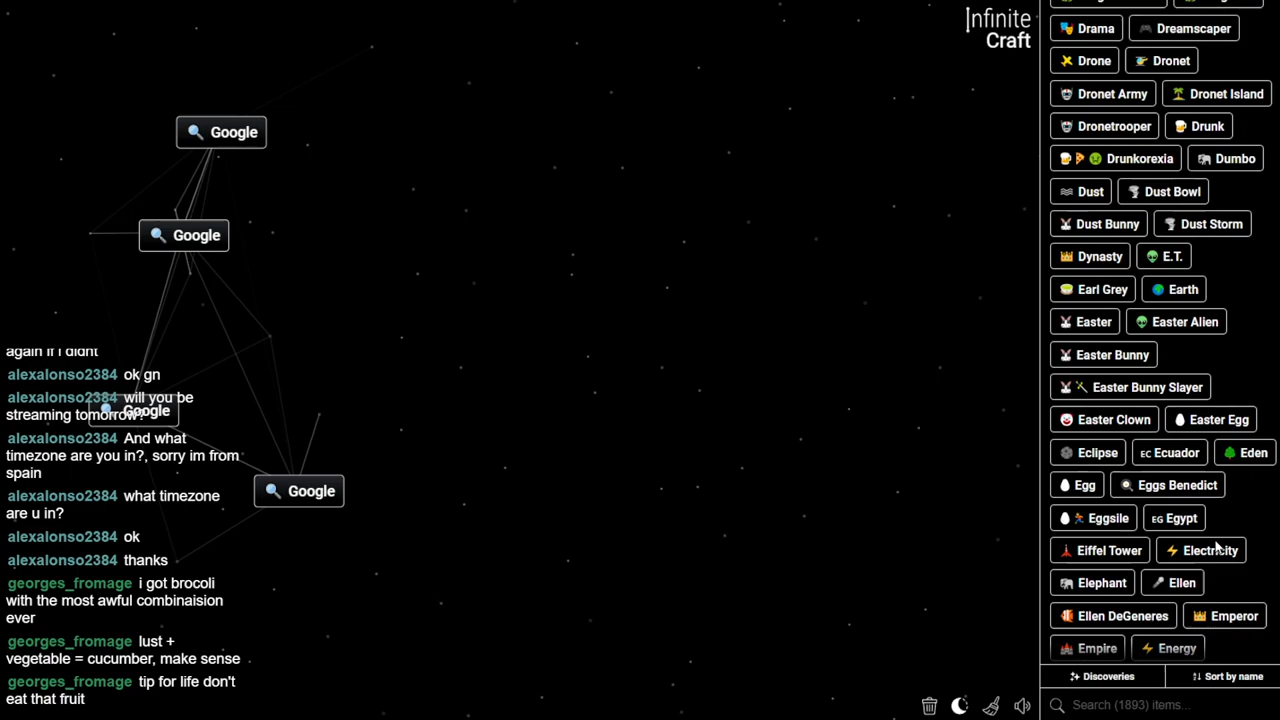 Infinite
Craft
Google
Google
Google
Google
again if i didnt
alexalonso2384 ok gn
alexalonso2384 will you be
streaming tomorrow?
alexalonso2384 And what
timezone are you in?, sorry im from
spain
alexalonso2384 what timezone
are u in?
alexalonso2384 ok
alexalonso2384 thanks
georges_fromage i got brocoli
with the most awful combinaision
ever
georges_fromage lust +
vegetable = cucumber, make sense
georges_fromage tip for life don't
eat that fruit
Drama Dreamscaper
Drone Dronet
Dronet Army Dronet Island
Dronetrooper Drunk
Drunkorexia Dumbo
Dust Dust Bowl
Dust Bunny Dust Storm
Dynasty E.T.
Earl Grey Earth
Easter Easter Alien
Easter Bunny
Easter Bunny Slayer
Easter Clown Easter Egg
Eclipse EC Ecuador Eden
Egg Eggs Benedict
Eggsile EG Egypt
Eiffel Tower Electricity
Elephant Ellen
Ellen DeGeneres Emperor
Empire Energy
Discoveries Sort by name
Search (1893) items...